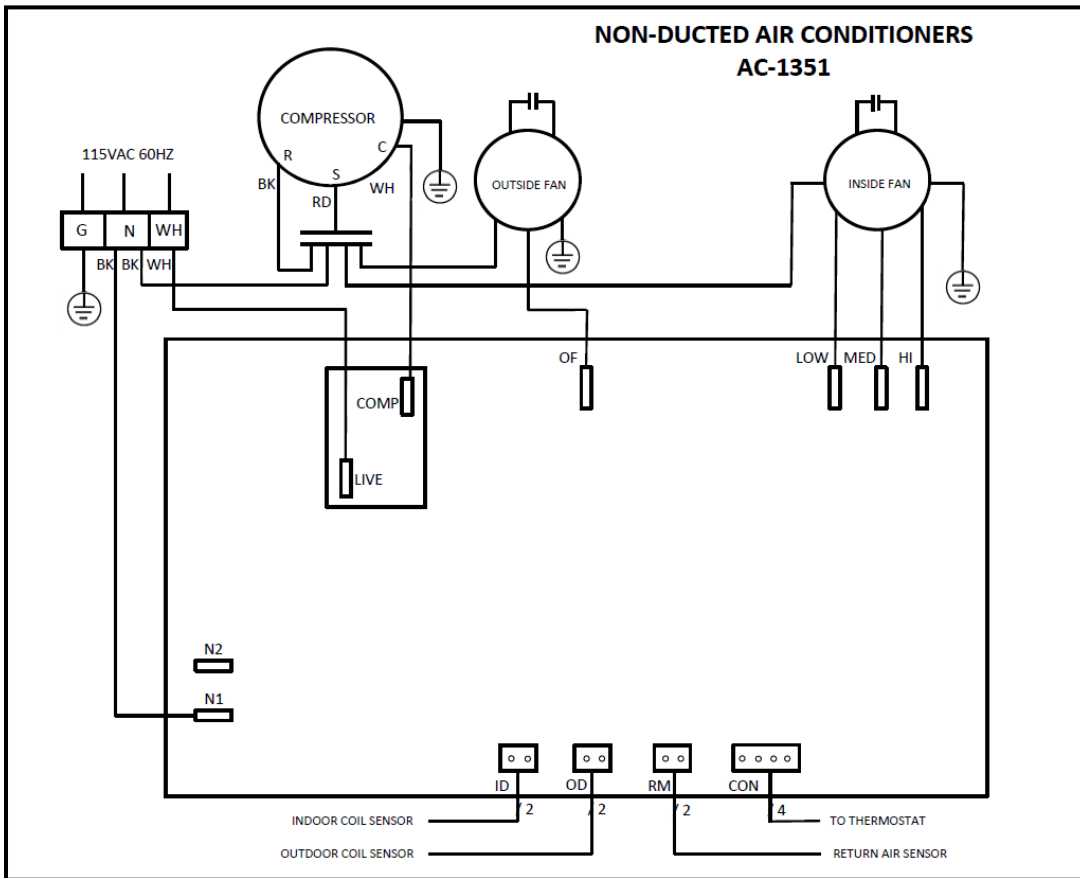 NON-DUCTED AIR CONDITIONERS
AC-1351
COMPRESSOR
R
C
S
BK
WH
RD
115VAC 60HZ
G N WH
BK BK WH
OUTSIDE FAN
INSIDE FAN
OF
LOW MED HI
COMP
LIVE
N2
N1
ID OD RM CON
/ 2 / 2 / 2 / 4
INDOOR COIL SENSOR
TO THERMOSTAT
OUTDOOR COIL SENSOR
RETURN AIR SENSOR